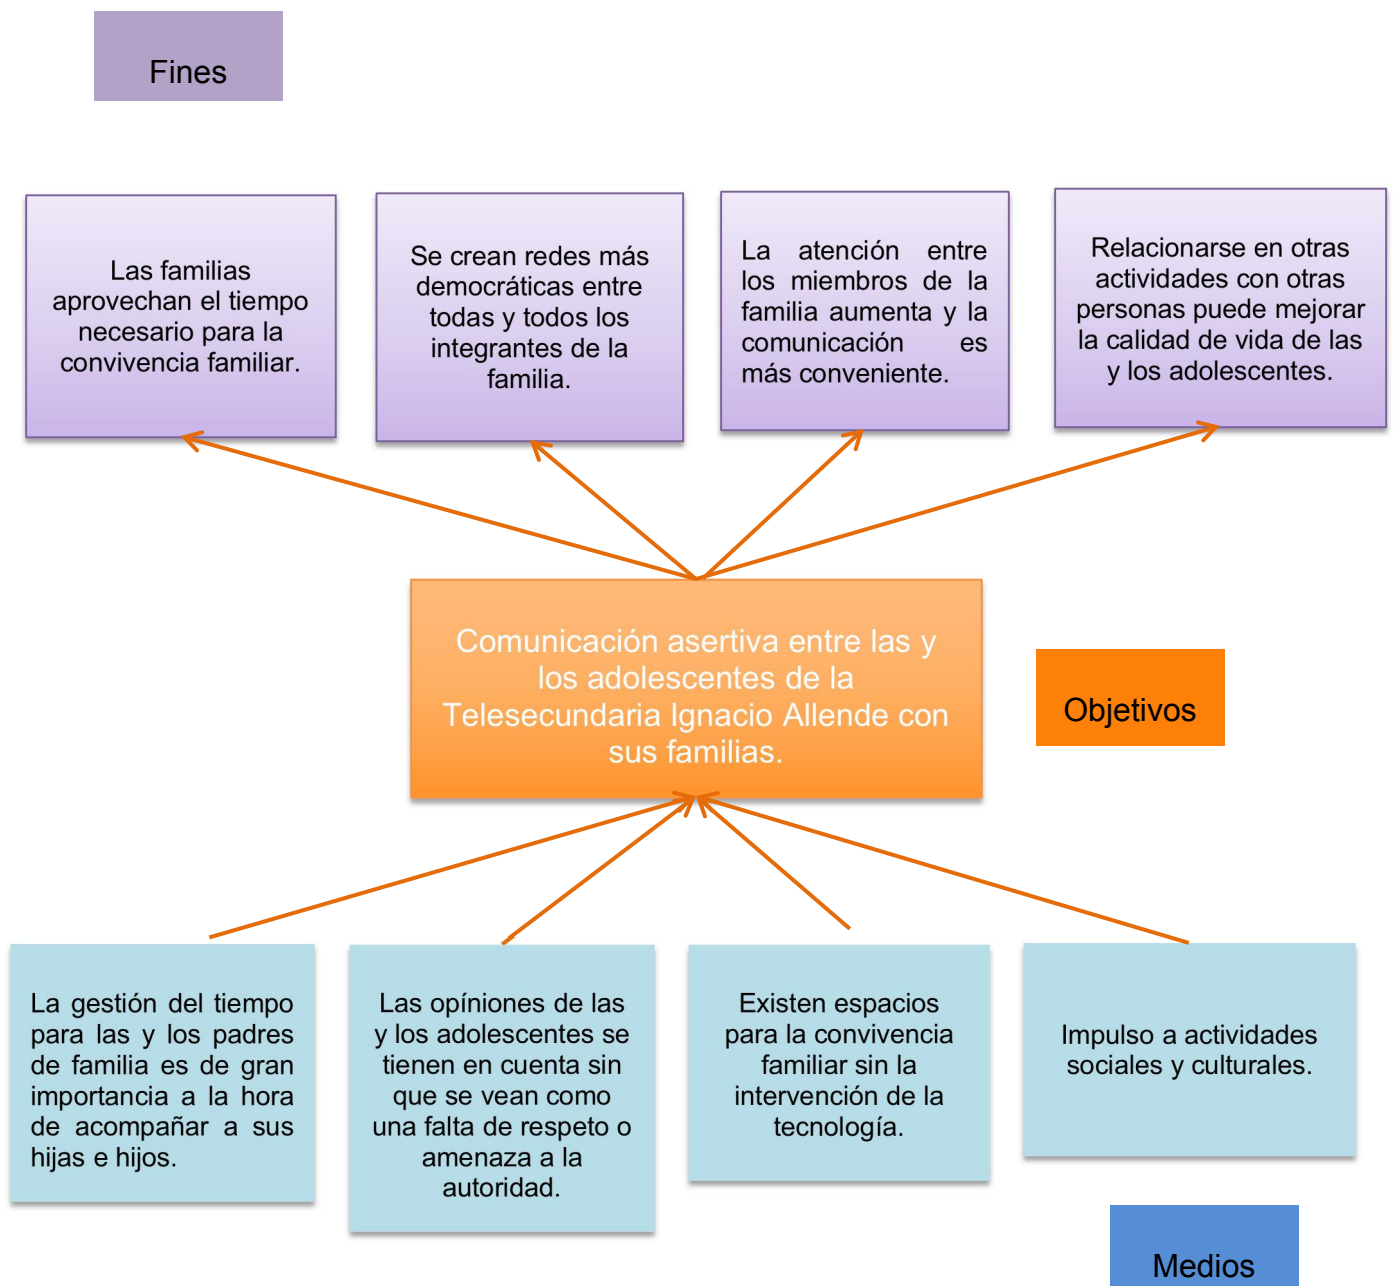 Fines
Las familias
aprovechan el tiempo
necesario para la
convivencia familiar.
Se crean redes más
democráticas entre
todas y todos los
integrantes de la
familia.
La atención entre
los miembros de la
familia aumenta y la
comunicación es
más conveniente.
Relacionarse en otras
actividades con otras
personas puede mejorar
la calidad de vida de las
y los adolescentes.
Comunicación asertiva entre las y
los adolescentes de la
Telesecundaria Ignacio Allende con
sus familias.
Objetivos
La gestión del tiempo
para las y los padres
de familia es de gran
importancia a la hora
de acompañar a sus
hijas e hijos.
Las opíniones de las
y los adolescentes se
tienen en cuenta sin
que se vean como
una falta de respeto o
amenaza a la
autoridad.
Existen espacios
para la convivencia
familiar sin la
intervención de la
tecnología.
Impulso a actividades
sociales y culturales.
Medios